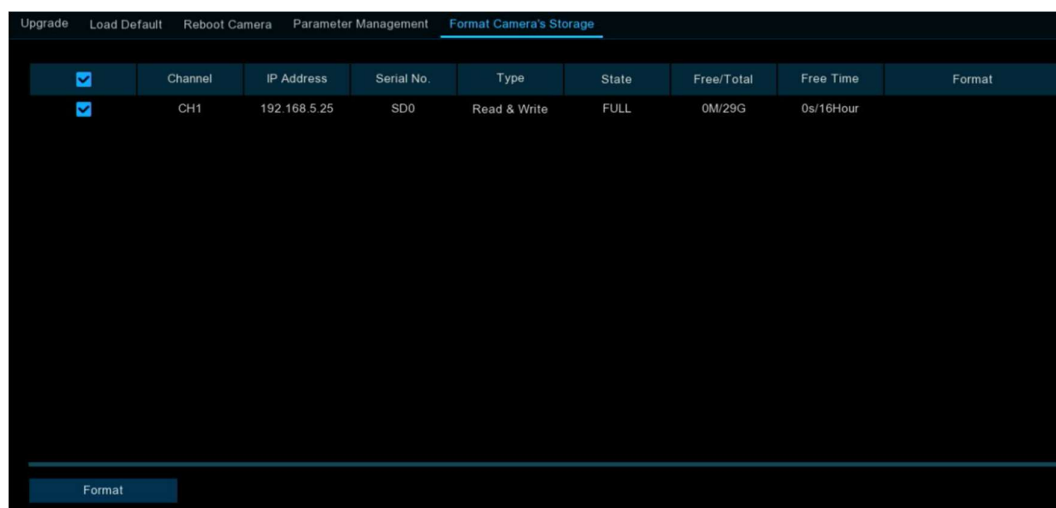 Upgrade Load Default Reboot Camera Parameter Management Format Camera's Storage
Channel IP Address Serial No. Type State Free/Total Free Time Format
CH1 192.168.5.25 SD0 Read & Write FULL 0M/29G 0s/16Hour
Format